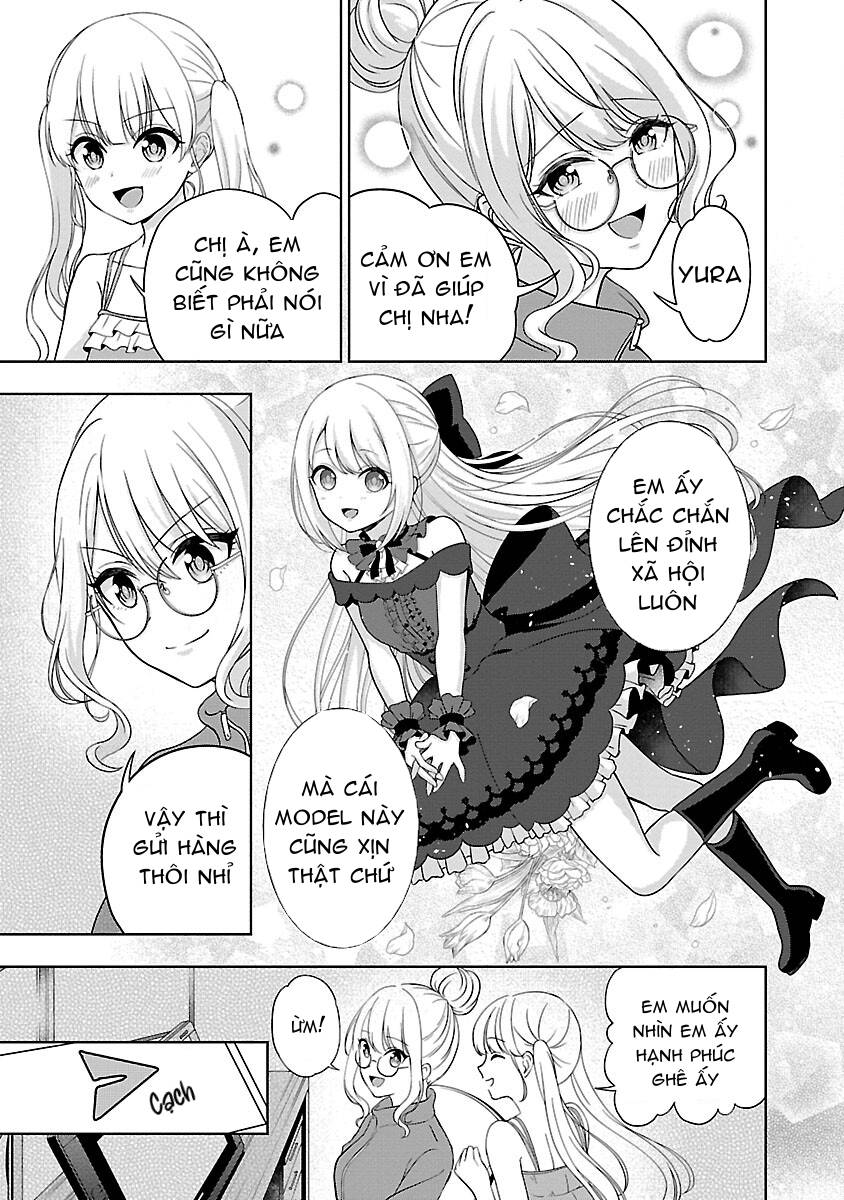 YURA
CẢM ƠN EM
VÌ ĐÃ GIÚP
CHỊ NHA!
CHỊ À, EM
CŨNG KHÔNG
BIẾT PHẢI NÓI
GÌ NỮA
EM ẤY
CHẮC CHẮN
LÊN ĐỈNH
XÃ HỘI
LUÔN
MÀ CÁI
MODEL NÀY
CŨNG XỊN
THẬT CHỨ
VẬY THÌ
GỬI HÀNG
THÔI NHỈ
EM MUỐN
NHÌN EM ẤY
HẠNH PHÚC
GHÊ ẤY
ỪM!
CẠCH